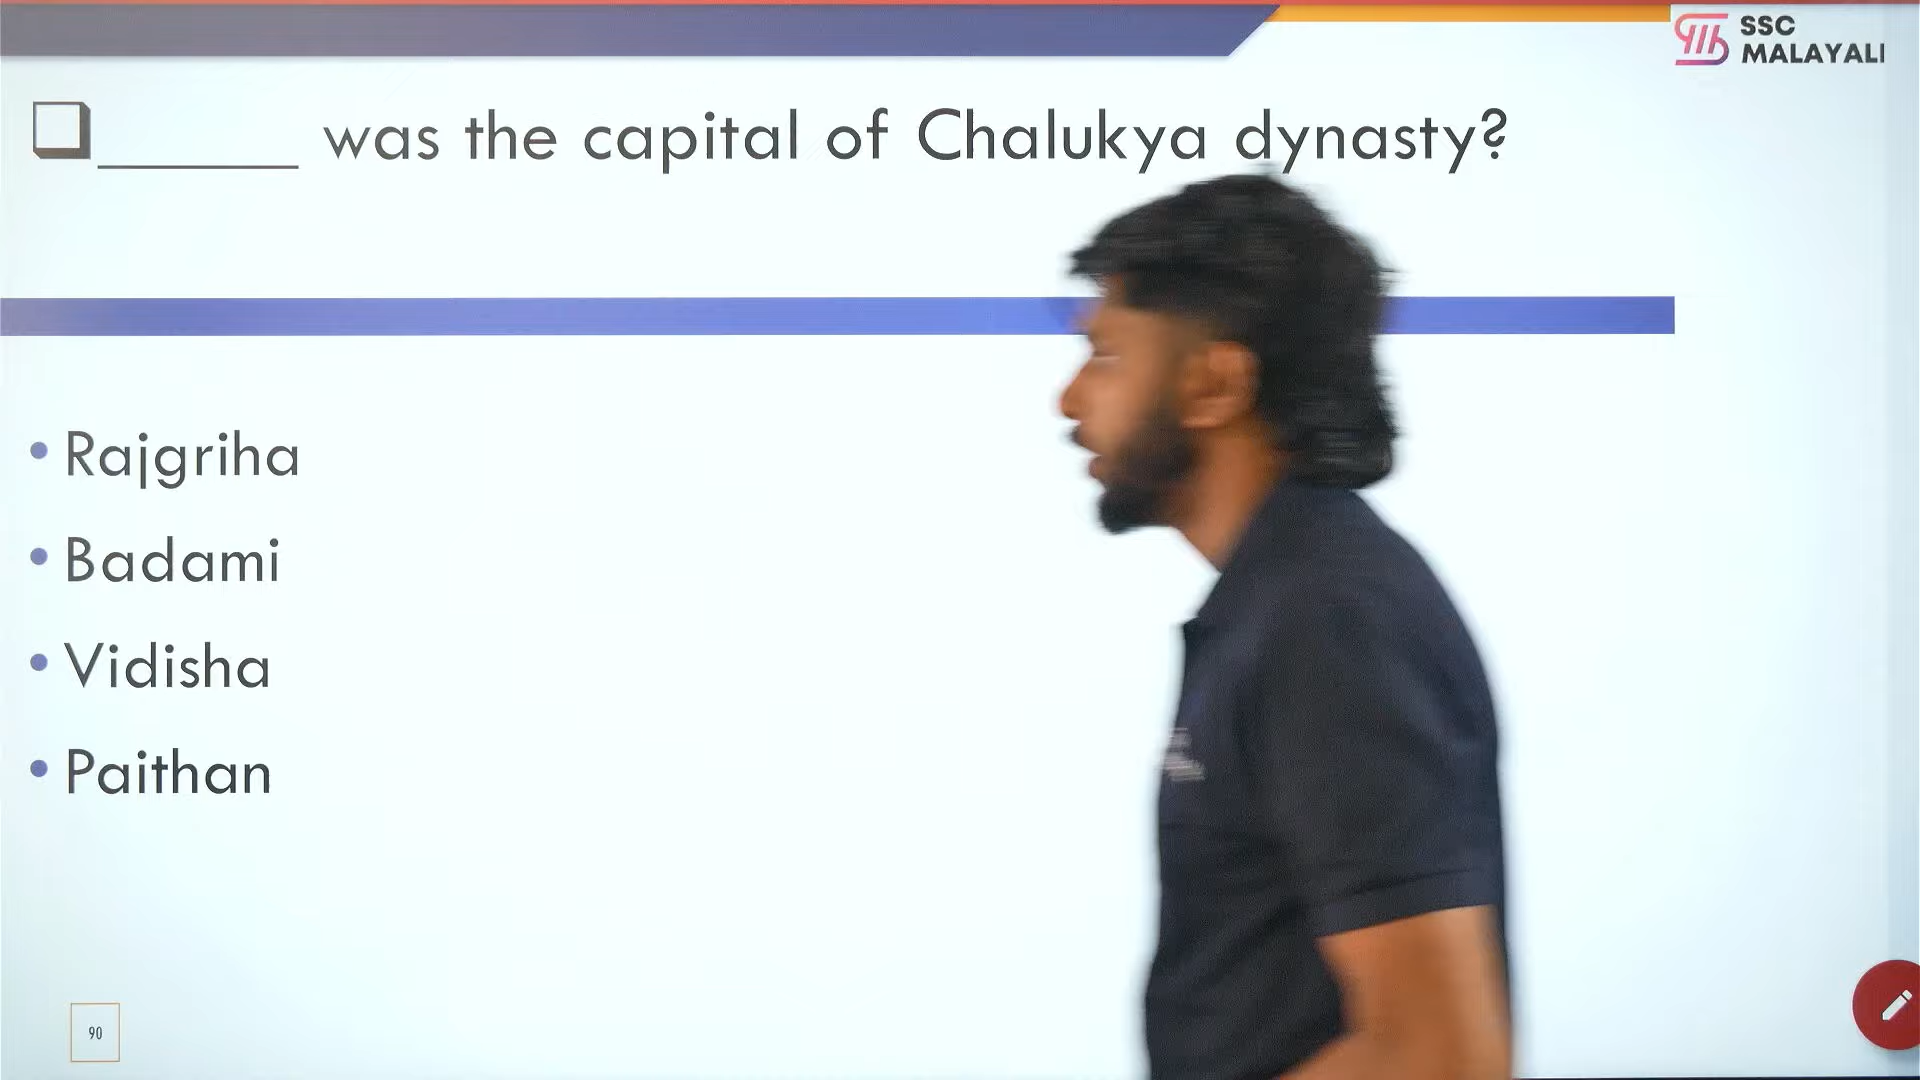 SSC
MALAYALI
______ was the capital of Chalukya dynasty?
• Rajgriha
• Badami
• Vidisha
• Paithan
90